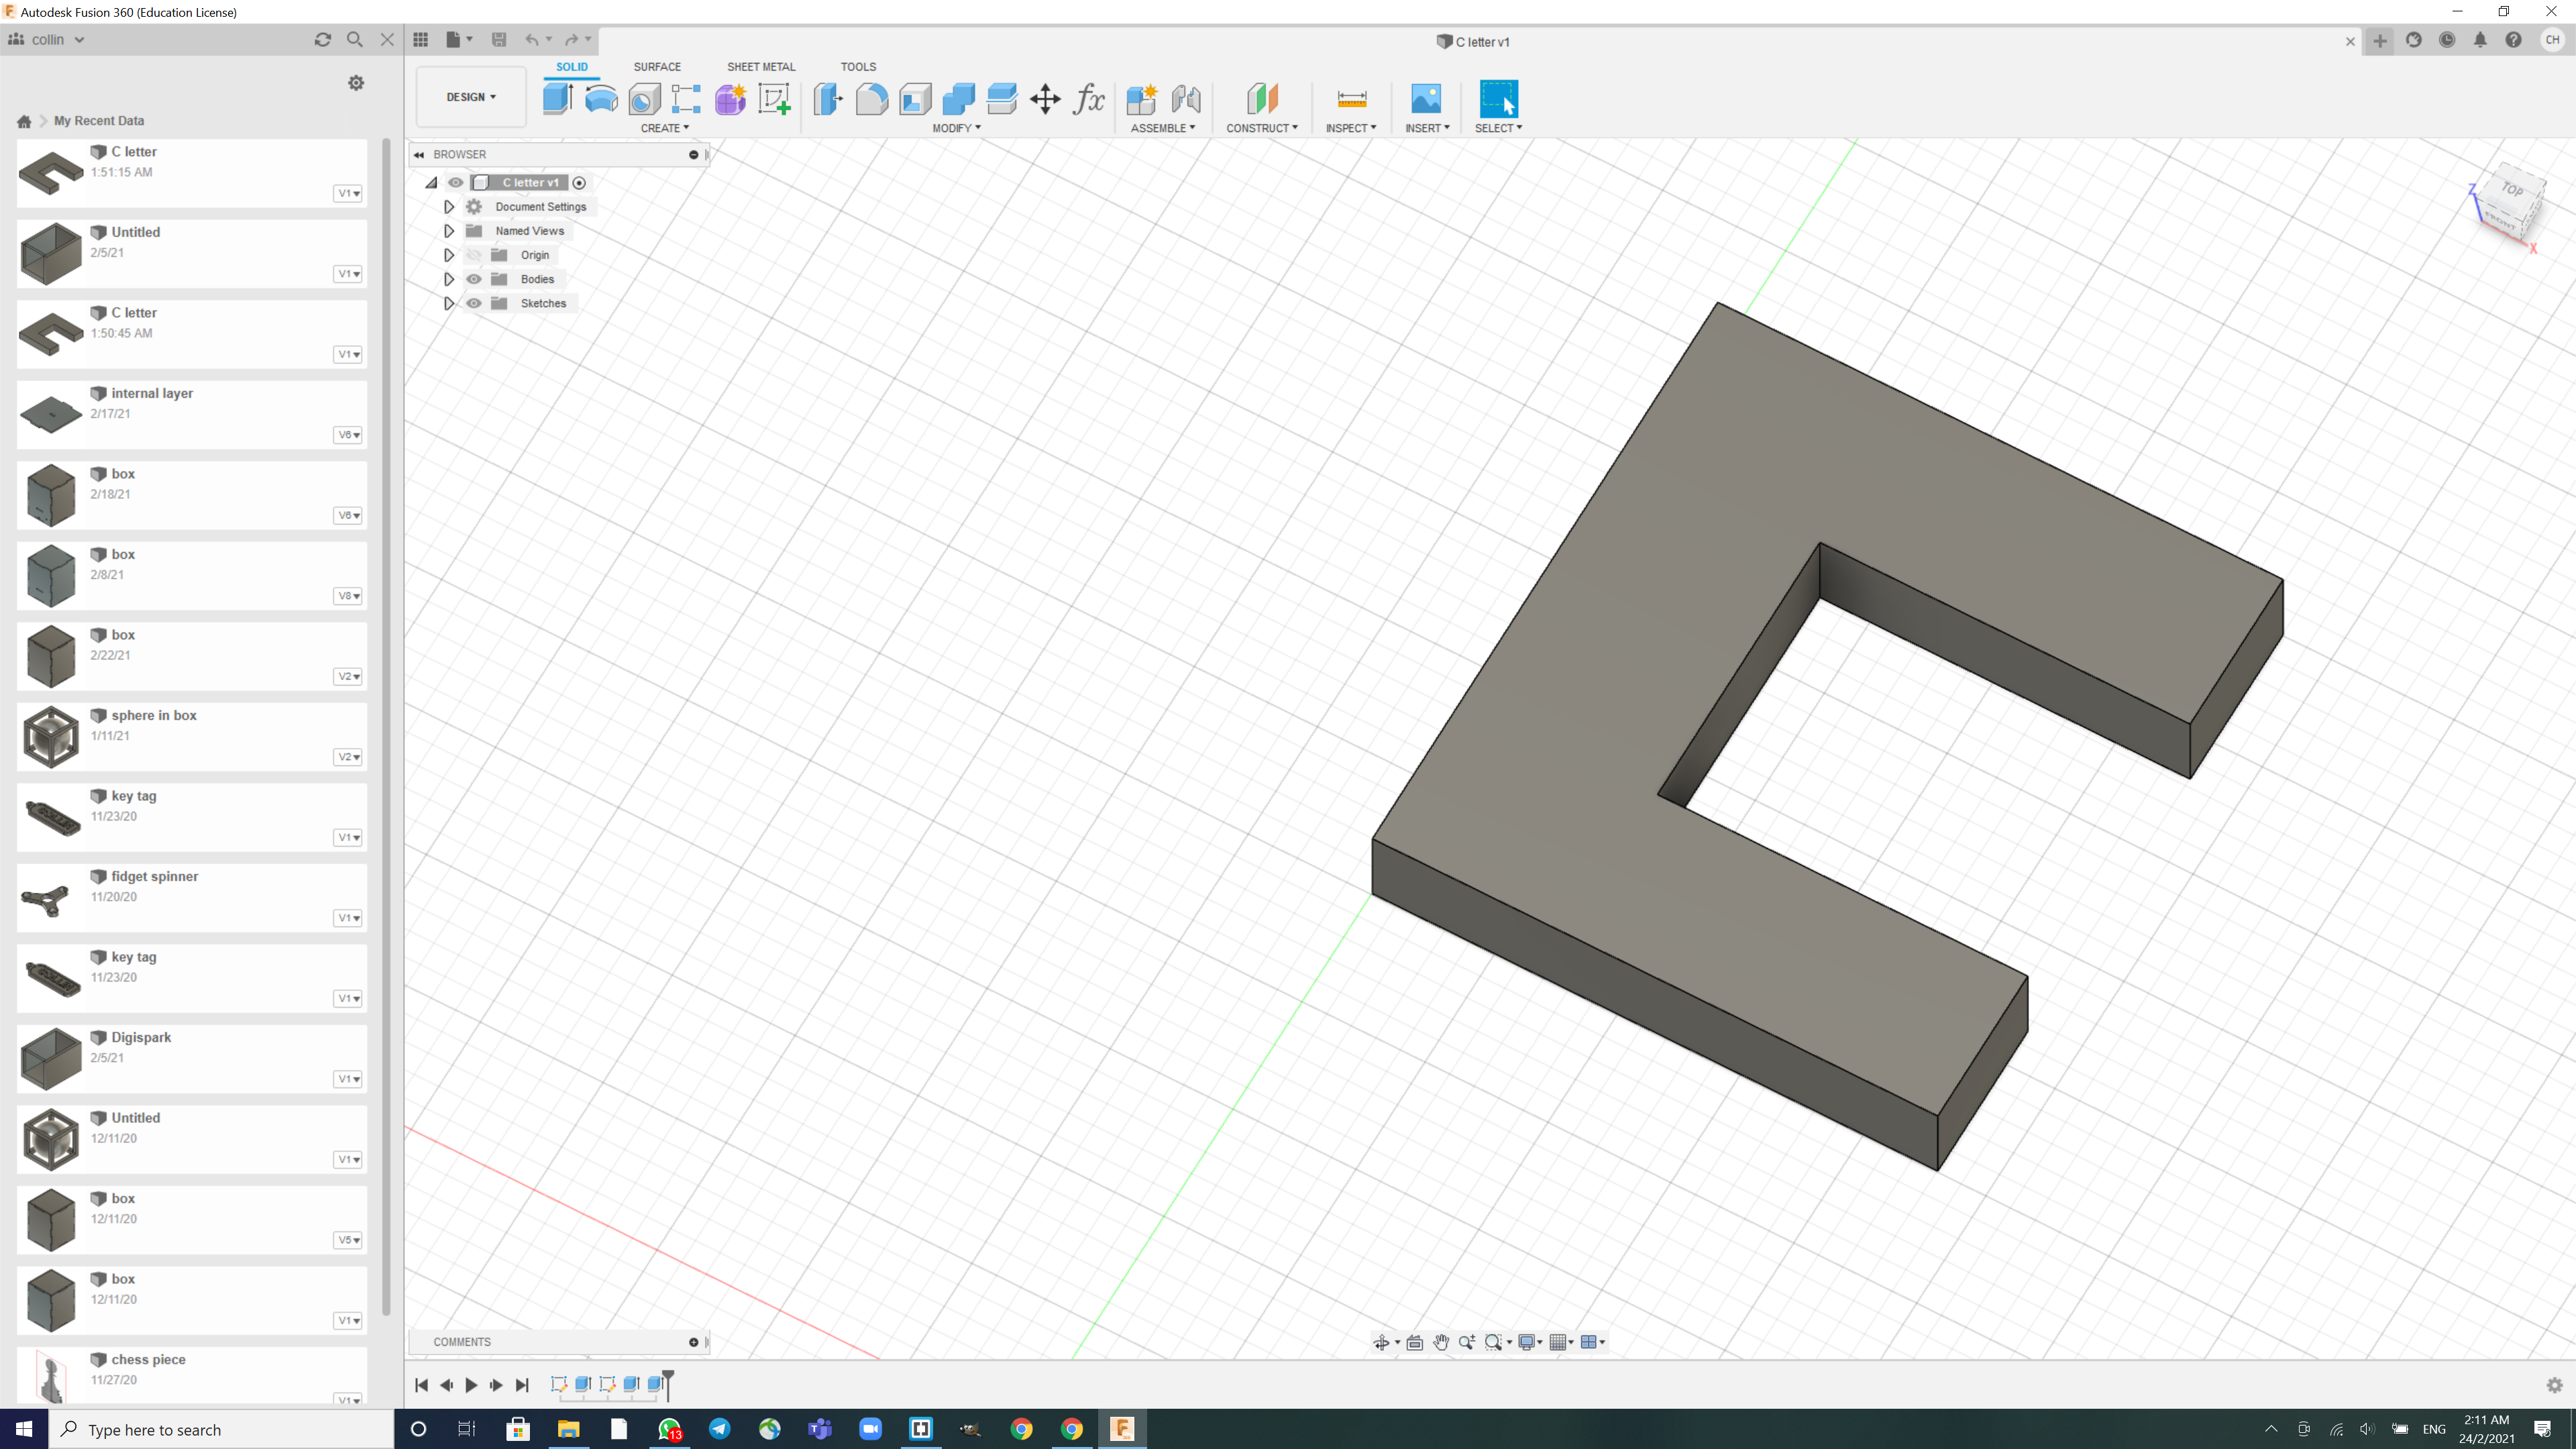 Autodesk Fusion 360 (Education License)
collin
C letter v1
CH
My Recent Data
C letter
1:51:15 AM
V1
Untitled
2/5/21
V1
C letter
1:50:45 AM
V1
internal layer
2/17/21
V6
box
2/18/21
V6
box
2/8/21
V8
box
2/22/21
V2
sphere in box
1/11/21
V2
key tag
11/23/20
V1
fidget spinner
11/20/20
V1
key tag
11/23/20
V1
Digispark
2/5/21
V1
Untitled
12/11/20
V1
box
12/11/20
V5
box
12/11/20
V1
chess piece
11/27/20
V1
DESIGN
SOLID SURFACE SHEET METAL TOOLS
CREATE MODIFY ASSEMBLE CONSTRUCT INSPECT INSERT SELECT
BROWSER
C letter v1
Document Settings
Named Views
Origin
Bodies
Sketches
TOP
FRONT
Z
X
COMMENTS
Type here to search
13
ENG
2:11 AM
24/2/2021